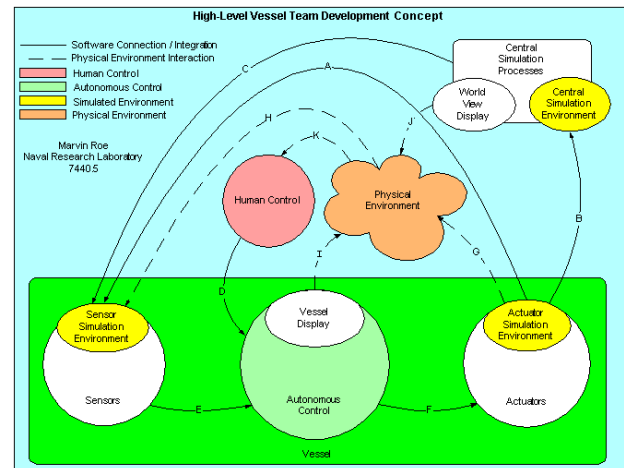 High-Level Vessel Team Development Concept
Software Connection / Integration
Physical Environment Interaction
Human Control
Autonomous Control
Simulated Environment
Physical Environment
Marvin Roe
Naval Research Laboratory
7440.5
C
A
Central
Simulation
Processes
World
View
Display
Central
Simulation
Environment
H
K
J
Human Control
Physical
Environment
B
G
I
D
Sensor
Simulation
Environment
Sensors
Vessel
Display
Autonomous
Control
Actuator
Simulation
Environment
Actuators
E
F
Vessel